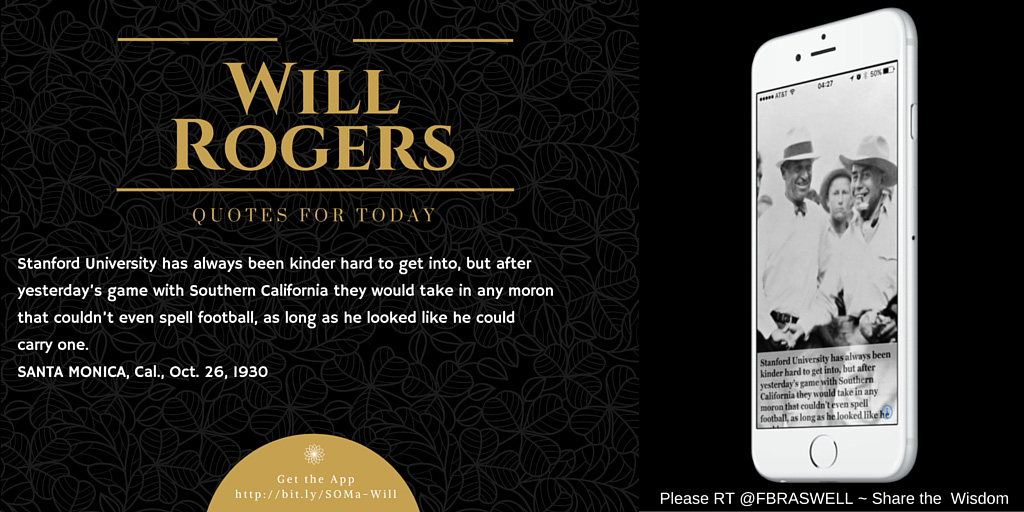 WILL
ROGERS
QUOTES FOR TODAY
Stanford University has always been kinder hard to get into, but after
yesterday's game with Southern California they would take in any moron
that couldn't even spell football, as long as he looked like he could
carry one.
SANTA MONICA, Cal., Oct. 26, 1930
Get the App
http://bit.ly/SOMa-Will
AT&T 04:27 50%
Stanford University has always been
kinder hard to get into, but after
yesterday's game with Southern
California they would take in any
moron that couldn't even spell
football, as long as he looked like he
Please RT @FBRASWELL ~ Share the Wisdom